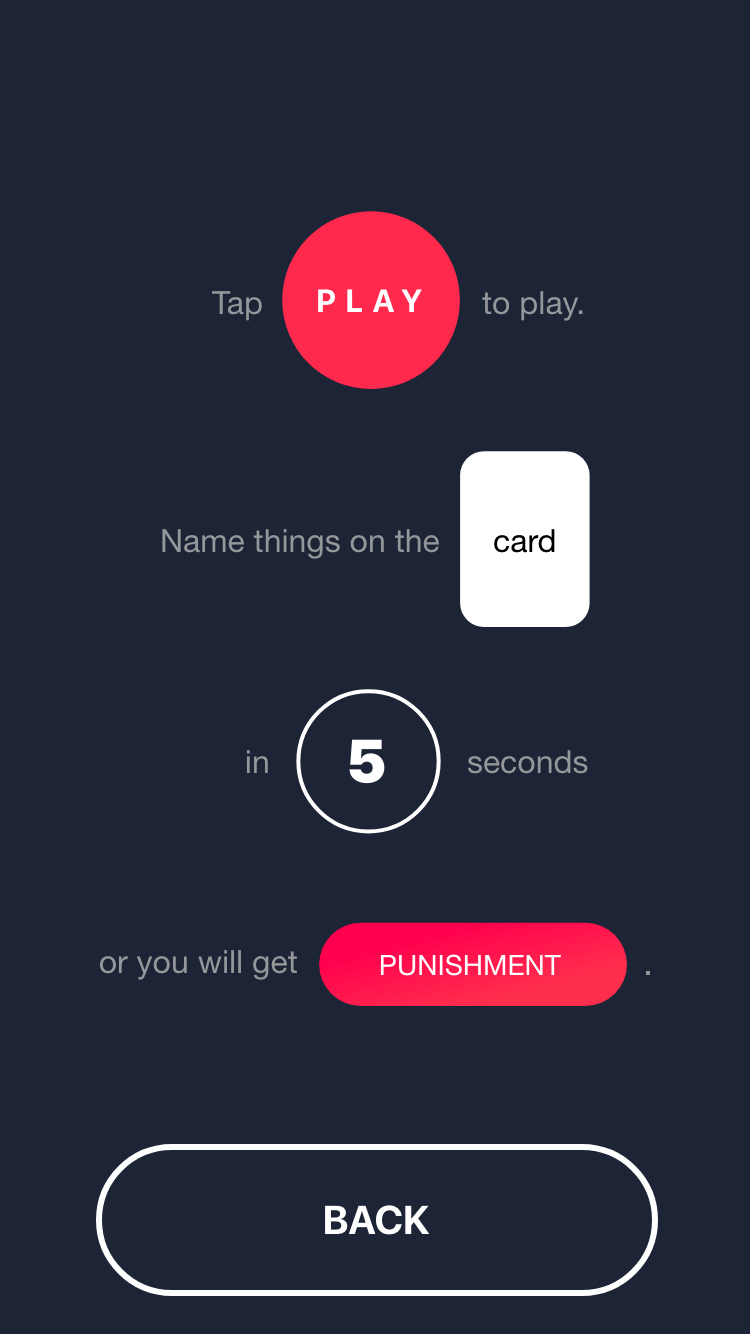 Tap PLAY to play.
Name things on the card
in 5 seconds
or you will get PUNISHMENT .
BACK